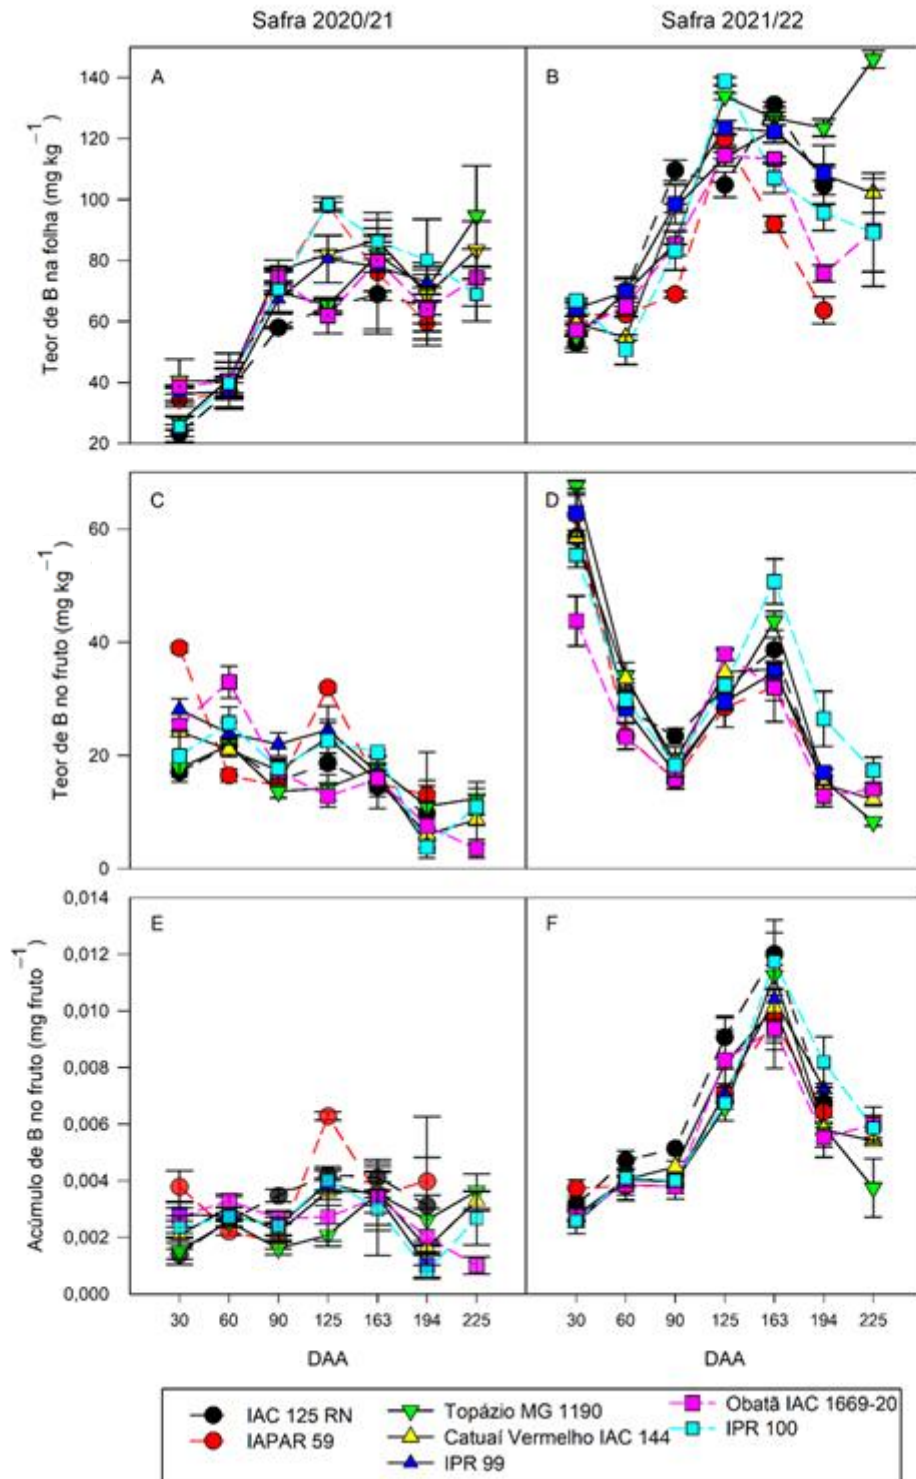 Safra 2020/21 Safra 2021/22
A B
Teor de B na folha (mg kg⁻¹)
140
120
100
80
60
40
20
C D
Teor de B no fruto (mg kg⁻¹)
60
40
20
0
E F
Acúmulo de B no fruto (mg fruto⁻¹)
0,014
0,012
0,010
0,008
0,006
0,004
0,002
0,000
30 60 90 125 163 194 225 30 60 90 125 163 194 225
DAA DAA
IAC 125 RN
IAPAR 59
Topázio MG 1190
Catuaí Vermelho IAC 144
IPR 99
Obatã IAC 1669-20
IPR 100